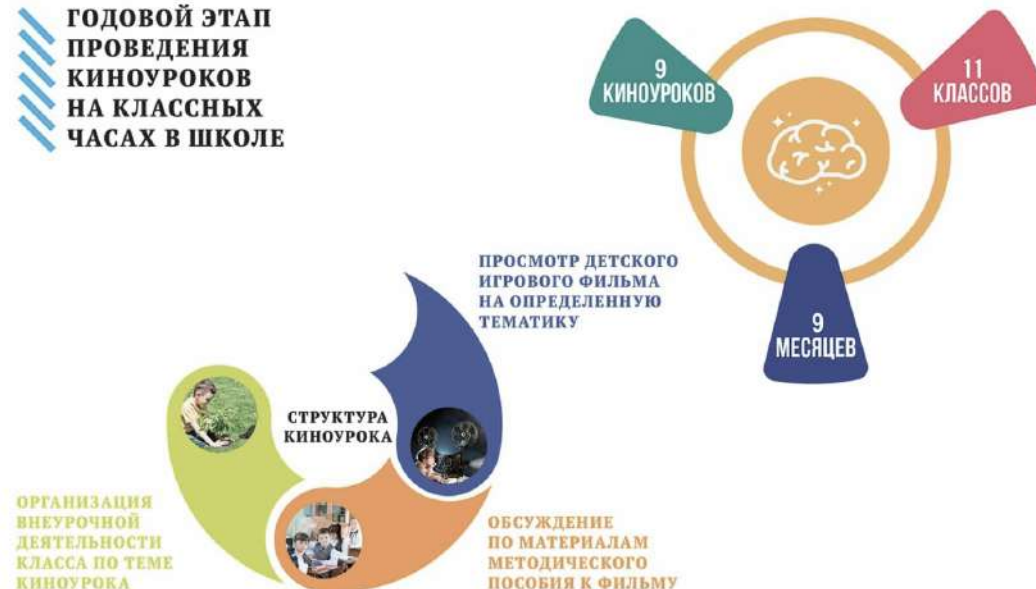 ГОДОВОЙ ЭТАП
ПРОВЕДЕНИЯ
КИНОУРОКОВ
НА КЛАССНЫХ
ЧАСАХ В ШКОЛЕ
9
КИНОУРОКОВ
11
КЛАССОВ
9
МЕСЯЦЕВ
ПРОСМОТР ДЕТСКОГО
ИГРОВОГО ФИЛЬМА
НА ОПРЕДЕЛЕННУЮ
ТЕМАТИКУ
СТРУКТУРА
КИНОУРОКА
ОРГАНИЗАЦИЯ
ВНЕУРОЧНОЙ
ДЕЯТЕЛЬНОСТИ
КЛАССА ПО ТЕМЕ
КИНОУРОКА
ОБСУЖДЕНИЕ
ПО МАТЕРИАЛАМ
МЕТОДИЧЕСКОГО
ПОСОБИЯ К ФИЛЬМУ